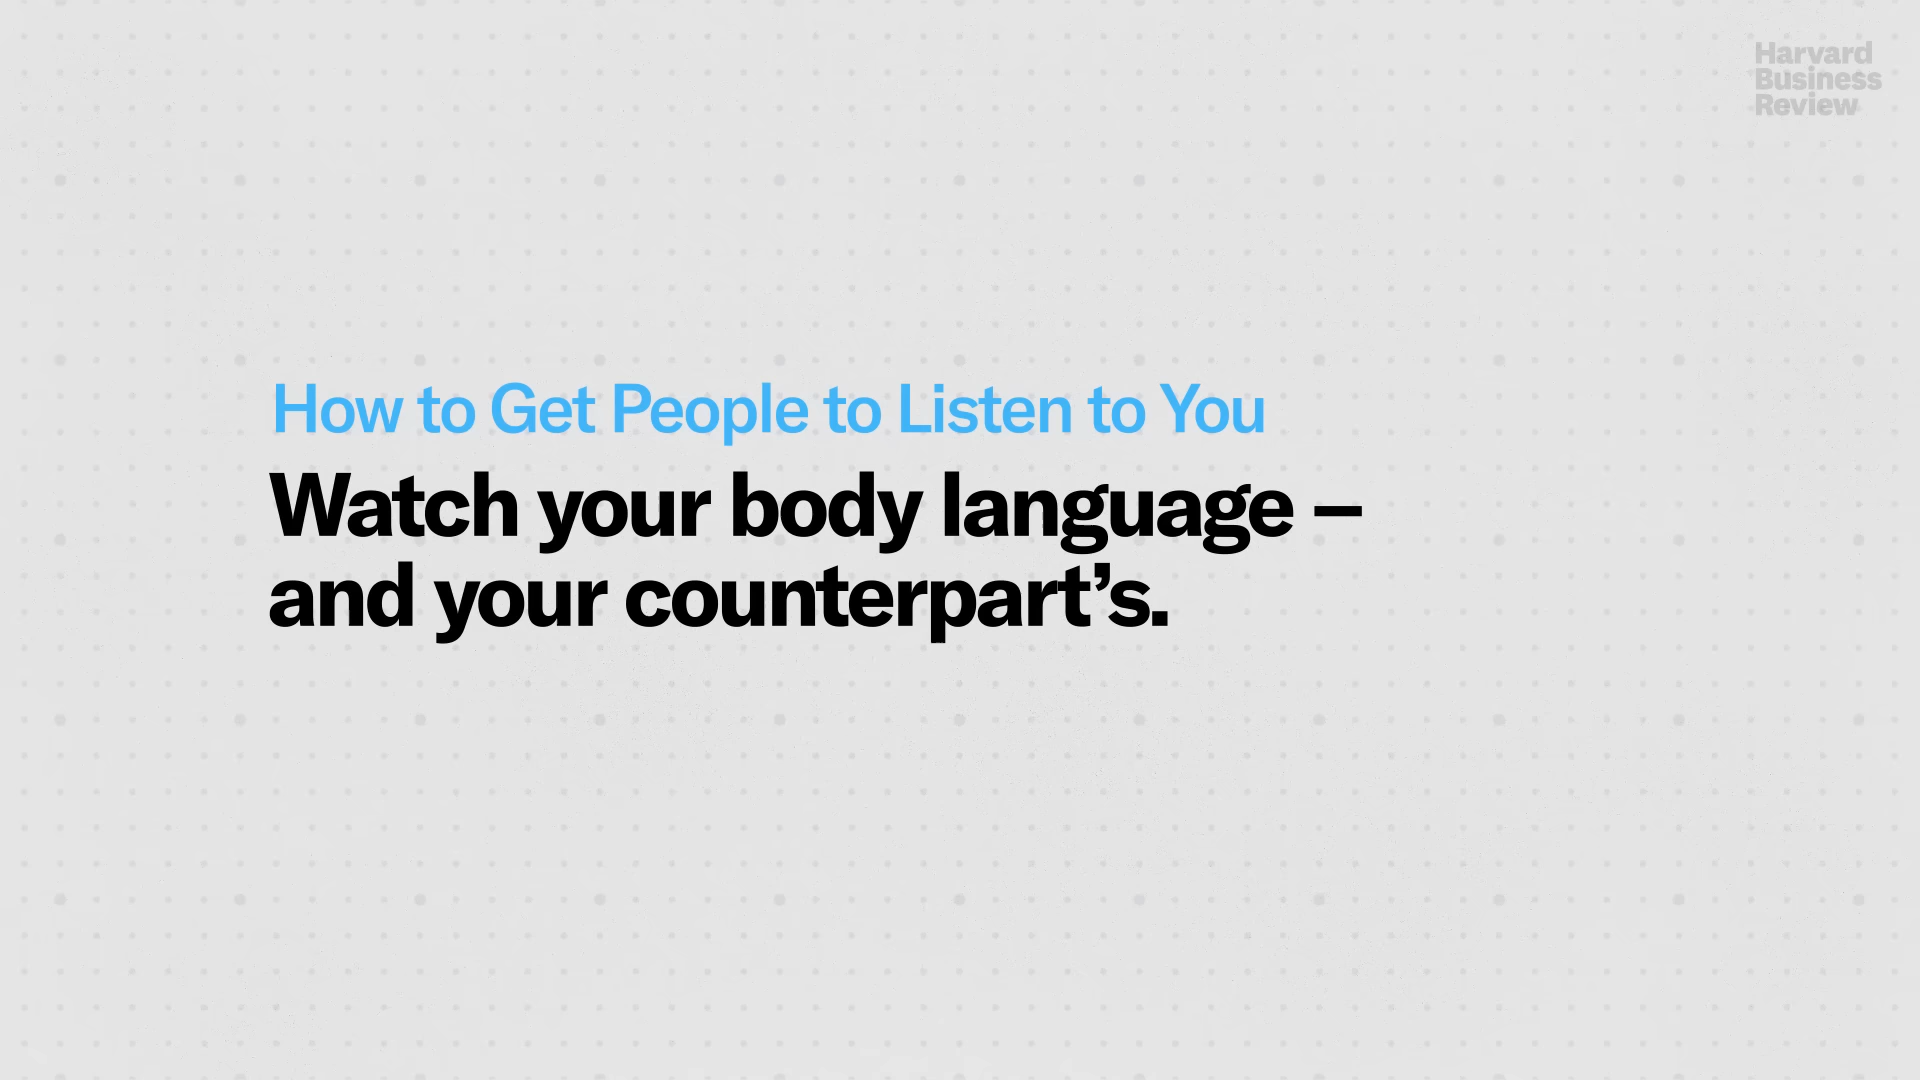 Harvard
Business
Review
How to Get People to Listen to You
Watch your body language –
and your counterpart’s.